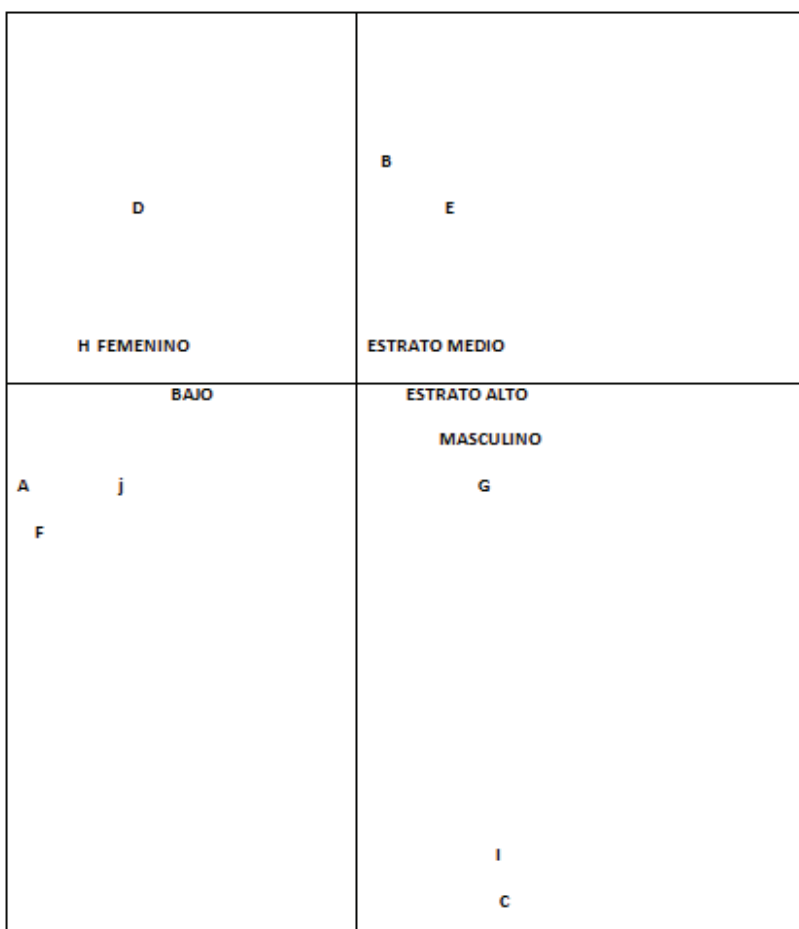 B
D E
H FEMENINO ESTRATO MEDIO
BAJO ESTRATO ALTO
MASCULINO
A j G
F
I
C